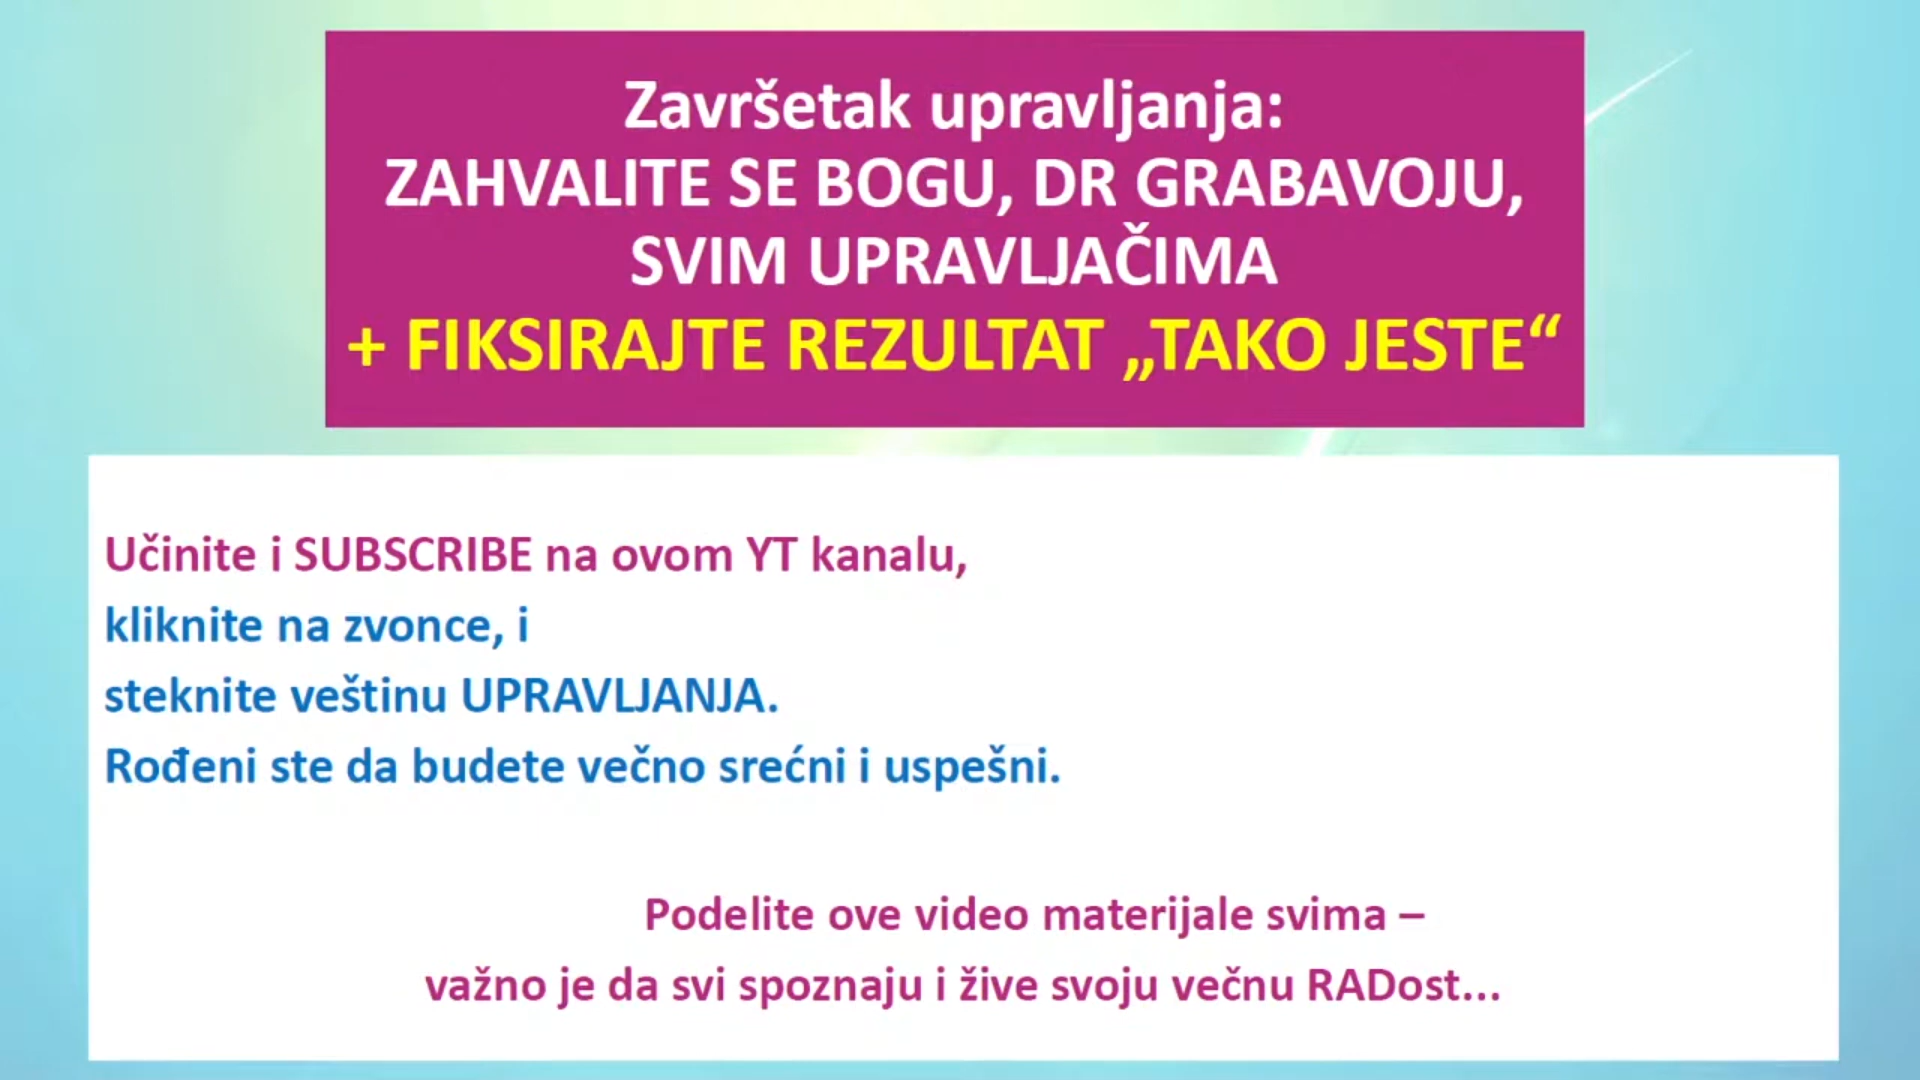 Završetak upravljanja:
ZAHVALITE SE BOGU, DR GRABAVOJU,
SVIM UPRAVLJAČIMA
+ FIKSIRAJTE REZULTAT „TAKO JESTE“
Učinite i SUBSCRIBE na ovom YT kanalu,
kliknite na zvonce, i
steknite veštinu UPRAVLJANJA.
Rođeni ste da budete večno srećni i uspešni.
Podelite ove video materijale svima –
važno je da svi spoznaju i žive svoju večnu RADost...